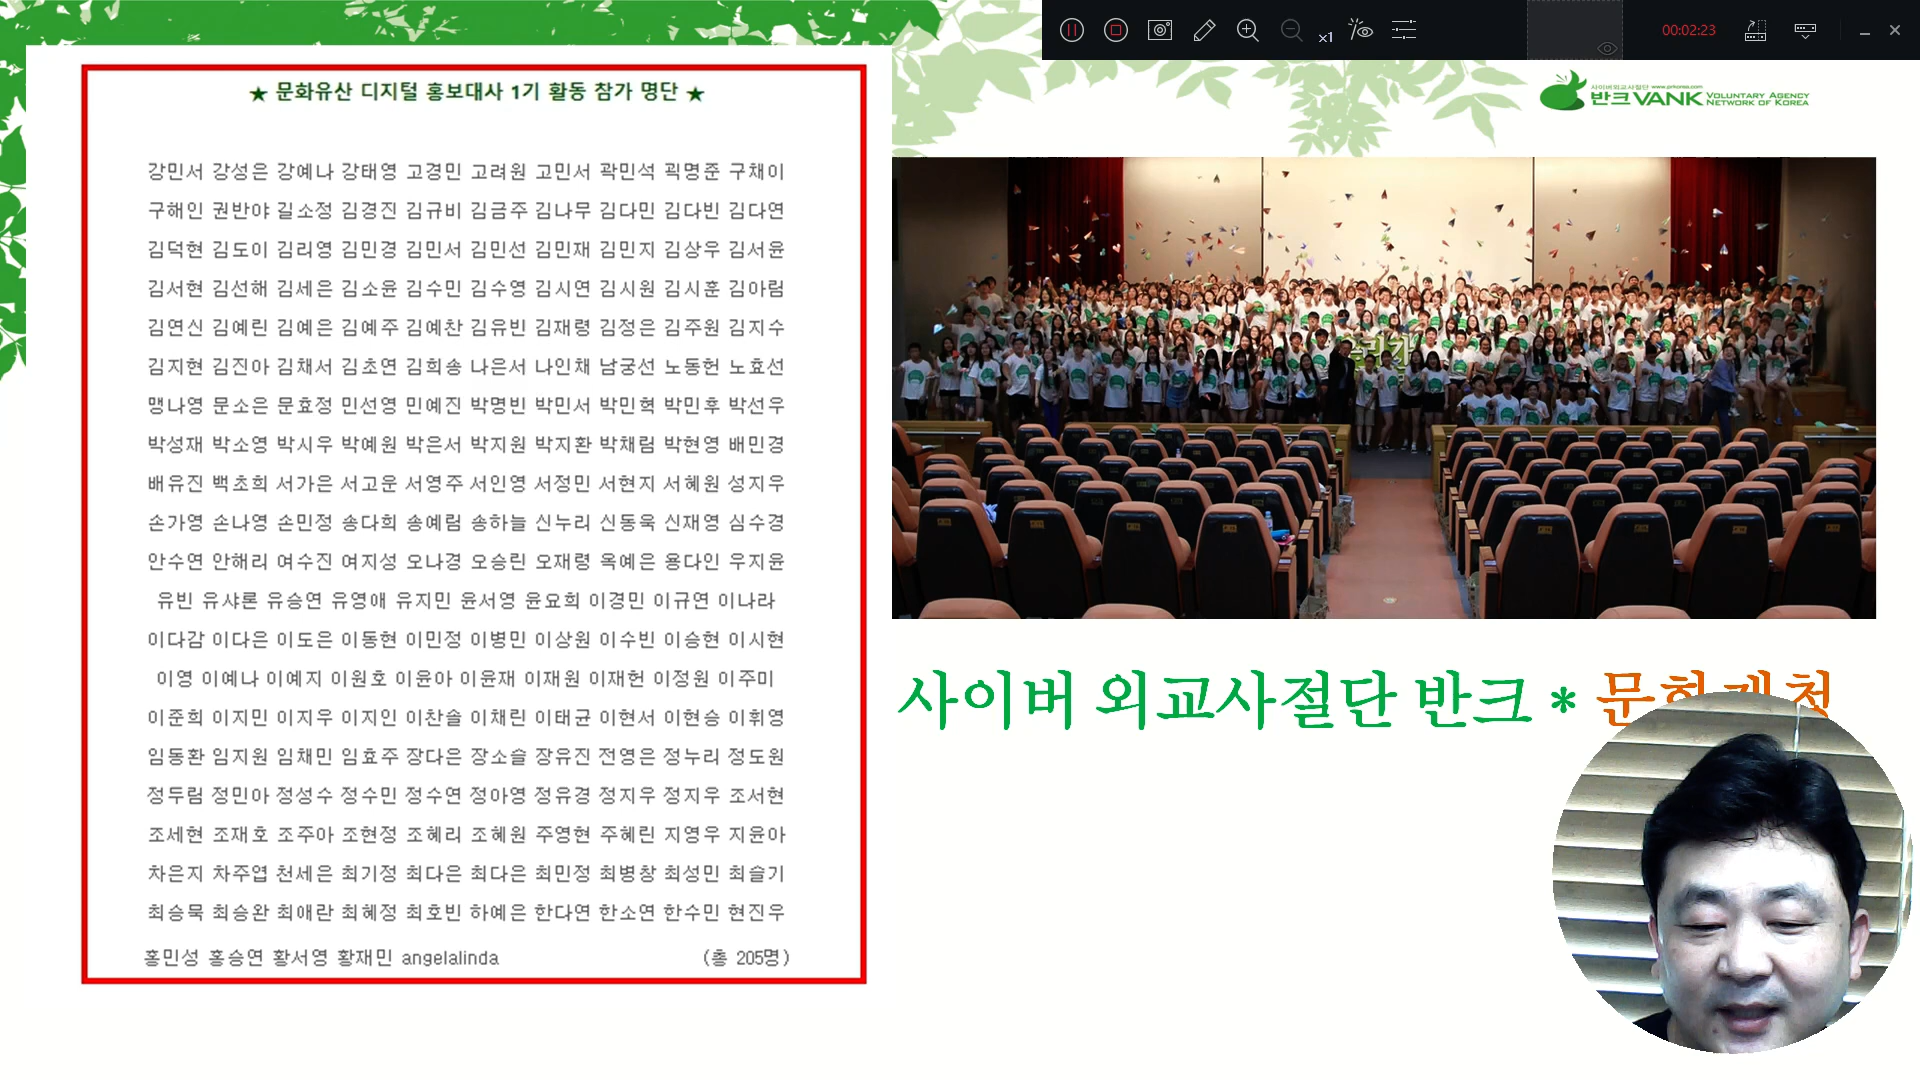 00:02:23
x1
사이버외교사절단 www.prkorea.com
반크 VANK VOLUNTARY AGENCY NETWORK OF KOREA
★ 문화유산 디지털 홍보대사 1기 활동 참가 명단 ★
강민서 강성은 강예나 강태영 고경민 고려원 고민서 곽민석 곽명준 구채이
구해인 권반야 길소정 김경진 김규비 김금주 김나무 김다민 김다빈 김다연
김덕현 김도이 김리영 김민경 김민서 김민선 김민재 김민지 김상우 김서윤
김서현 김선해 김세은 김소윤 김수민 김수영 김시연 김시원 김시훈 김아림
김연신 김예린 김예은 김예주 김예찬 김유빈 김재령 김정은 김주원 김지수
김지현 김진아 김채서 김초연 김희송 나은서 나인채 남궁선 노동헌 노효선
맹나영 문소은 문효정 민선영 민예진 박명빈 박민서 박민혁 박민후 박선우
박성재 박소영 박시우 박예원 박은서 박지원 박지환 박채림 박현영 배민경
배유진 백초희 서가은 서고운 서영주 서인영 서정민 서현지 서혜원 성지우
손가영 손나영 손민정 송다희 송예림 송하늘 신누리 신동욱 신재영 심수경
안수연 안해리 여수진 여지성 오나경 오승린 오재령 옥예은 용다인 우지윤
유빈 유샤론 유승연 유영애 유지민 윤서영 윤요희 이경민 이규연 이나라
이다감 이다은 이도은 이동현 이민정 이병민 이상원 이수빈 이승현 이시현
이영 이예나 이예지 이원호 이윤아 이윤재 이재원 이재헌 이정원 이주미
이준희 이지민 이지우 이지인 이찬솔 이채린 이태균 이현서 이현승 이휘영
임동환 임지원 임채민 임효주 장다은 장소슬 장유진 전영은 정누리 정도원
정두림 정민아 정성수 정수민 정수연 정아영 정유경 정지우 정지우 조서현
조세현 조재호 조주아 조현정 조혜리 조혜원 주영현 주혜린 지영우 지윤아
차은지 차주엽 천세은 최기정 최다은 최다은 최민정 최병창 최성민 최슬기
최승묵 최승완 최애란 최혜정 최호빈 하예은 한다연 한소연 한수민 현진우
홍민성 홍승연 황서영 황재민 angelalinda (총 205명)
사이버 외교사절단 반크 *